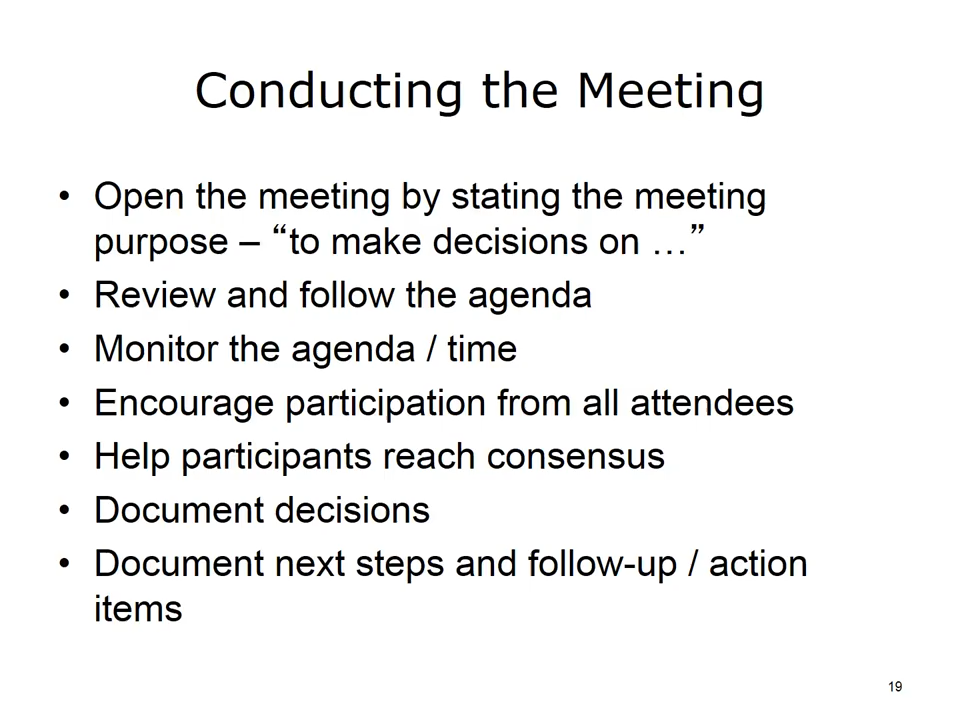 Conducting the Meeting
• Open the meeting by stating the meeting
purpose – “to make decisions on …”
• Review and follow the agenda
• Monitor the agenda / time
• Encourage participation from all attendees
• Help participants reach consensus
• Document decisions
• Document next steps and follow-up / action
items
19